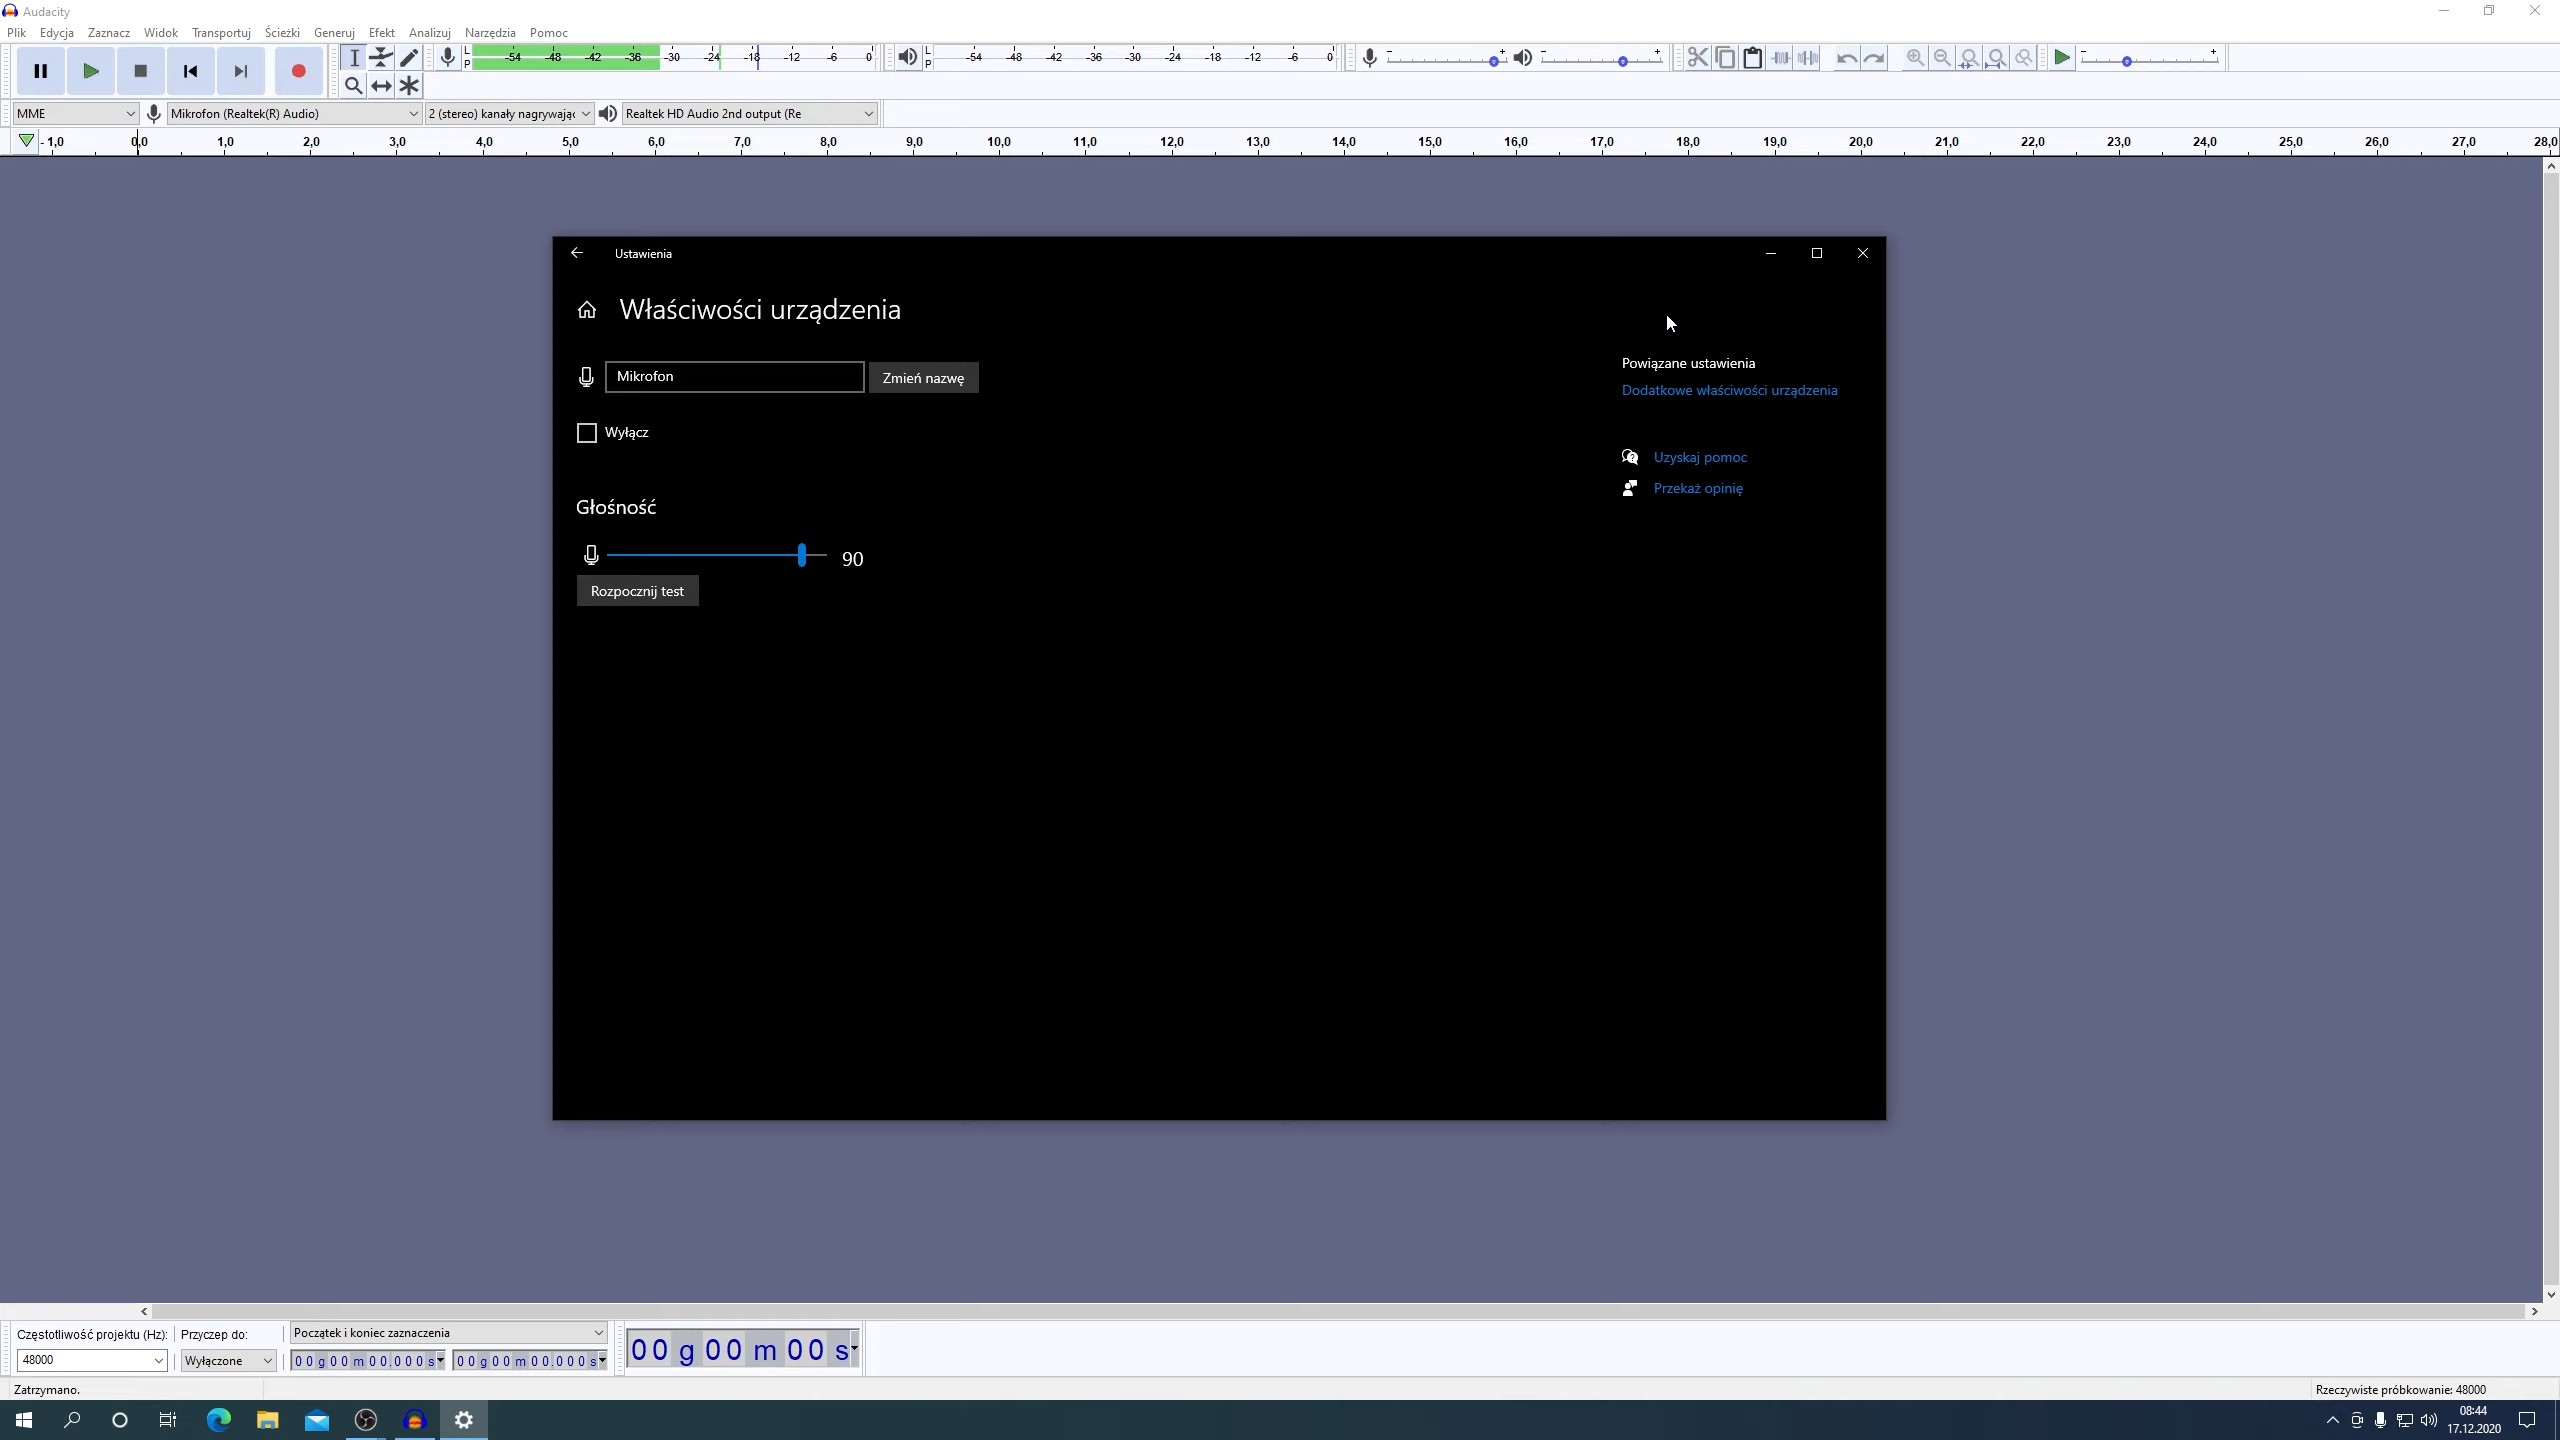 Audacity
Plik Edycja Zaznacz Widok Transportuj Ścieżki Generuj Efekt Analizuj Narzędzia Pomoc
L P -54 -48 -42 -36 -30 -24 -18 -12 -6 0 L P -54 -48 -42 -36 -30 -24 -18 -12 -6 0 - + - + - +
MME Mikrofon (Realtek(R) Audio) 2 (stereo) kanały nagrywając Realtek HD Audio 2nd output (Re
-1,0 0,0 1,0 2,0 3,0 4,0 5,0 6,0 7,0 8,0 9,0 10,0 11,0 12,0 13,0 14,0 15,0 16,0 17,0 18,0 19,0 20,0 21,0 22,0 23,0 24,0 25,0 26,0 27,0 28,0
Ustawienia
Właściwości urządzenia
Mikrofon Zmień nazwę
Wyłącz
Głośność
90
Rozpocznij test
Powiązane ustawienia
Dodatkowe właściwości urządzenia
Uzyskaj pomoc
Przekaż opinię
Częstotliwość projektu (Hz): Przyczep do: Początek i koniec zaznaczenia
48000 Wyłączone 00 g 00 m 00.000 s 00 g 00 m 00.000 s
00 g 00 m 00 s
Zatrzymano. Rzeczywiste próbkowanie: 48000
08:44
17.12.2020